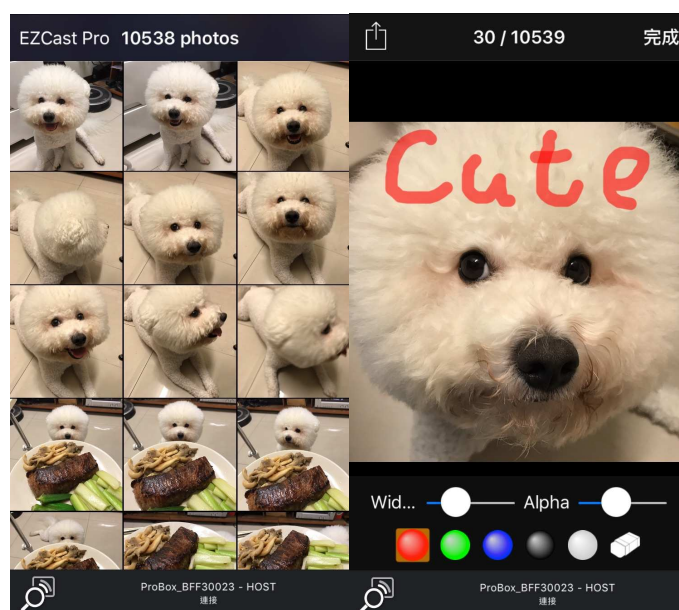 EZCast Pro 10538 photos
ProBox_BFF30023 - HOST
連接
30 / 10539
完成
Cute
Wid...
Alpha
ProBox_BFF30023 - HOST
連接